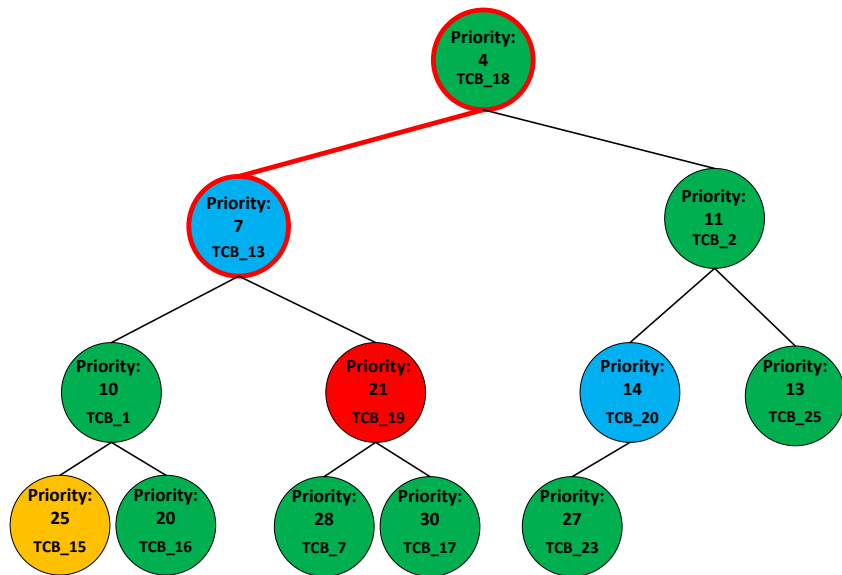 Priority:
4
TCB_18
Priority:
7
TCB_13
Priority:
11
TCB_2
Priority:
10
TCB_1
Priority:
21
TCB_19
Priority:
14
TCB_20
Priority:
13
TCB_25
Priority:
25
TCB_15
Priority:
20
TCB_16
Priority:
28
TCB_7
Priority:
30
TCB_17
Priority:
27
TCB_23